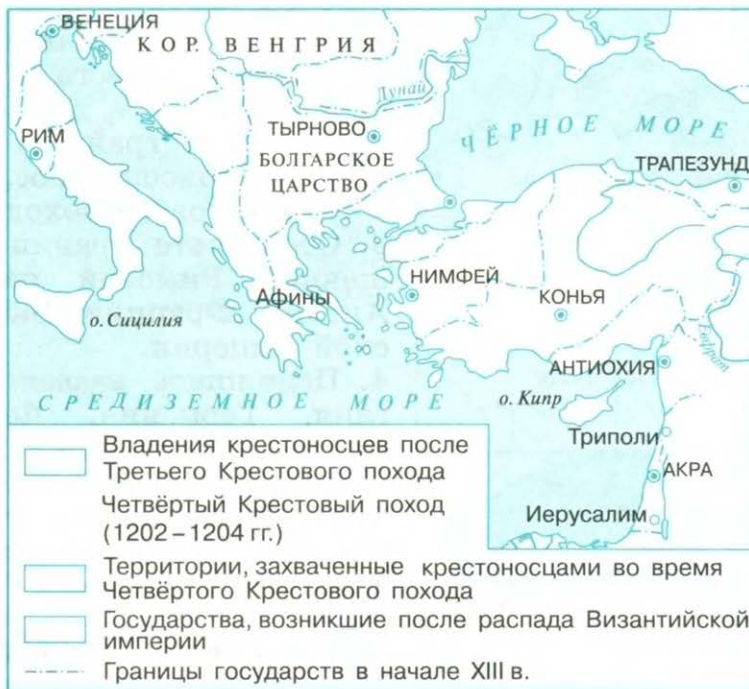 ВЕНЕЦИЯ
КОР. ВЕНГРИЯ
Дунай
РИМ
ТЫРНОВО
БОЛГАРСКОЕ
ЦАРСТВО
ЧЁРНОЕ МОРЕ
ТРАПЕЗУНД
НИМФЕЙ
Афины
КОНЬЯ
о. Сицилия
Евфрат
АНТИОХИЯ
о. Кипр
СРЕДИЗЕМНОЕ МОРЕ
Триполи
АКРА
Иерусалим
Владения крестоносцев после
Третьего Крестового похода
Четвёртый Крестовый поход
(1202 – 1204 гг.)
Территории, захваченные крестоносцами во время
Четвёртого Крестового похода
Государства, возникшие после распада Византийской
империи
Границы государств в начале XIII в.